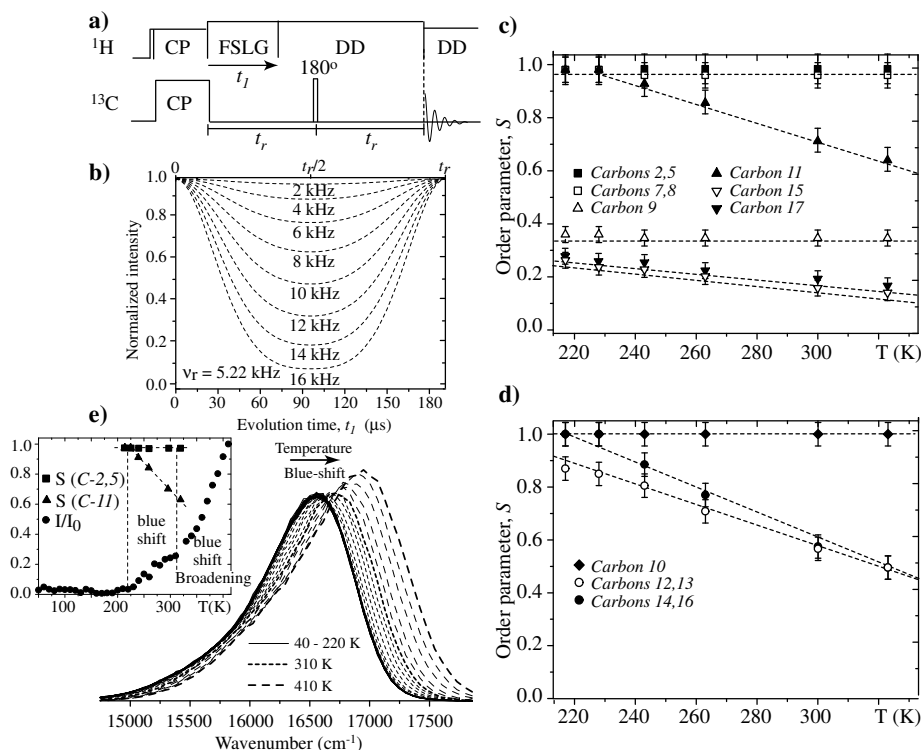 a)
¹H
CP
FSLG
DD
DD
t₁
180º
¹³C
CP
t_r
t_r
b)
0
t_r/2
t_r
1.0
0.8
0.6
0.4
0.2
0.0
Normalized intensity
2 kHz
4 kHz
6 kHz
8 kHz
10 kHz
12 kHz
14 kHz
16 kHz
ν_r = 5.22 kHz
0
30
60
90
120
150
180
Evolution time, t₁ (μs)
c)
1.0
0.8
0.6
0.4
0.2
0.0
Order parameter, S
Carbons 2,5
Carbons 7,8
Carbon 9
Carbon 11
Carbon 15
Carbon 17
220
240
260
280
300
T (K)
d)
1.0
0.8
0.6
0.4
0.2
0.0
Order parameter, S
Carbon 10
Carbons 12,13
Carbons 14,16
220
240
260
280
300
T (K)
e)
1.0
0.8
0.6
0.4
0.2
0.0
S (C-2,5)
S (C-11)
I/I₀
blue
shift
blue
shift
Broadening
100
200
300
T(K)
Temperature
Blue-shift
40 - 220 K
310 K
410 K
15000
15500
16000
16500
17000
17500
Wavenumber (cm⁻¹)